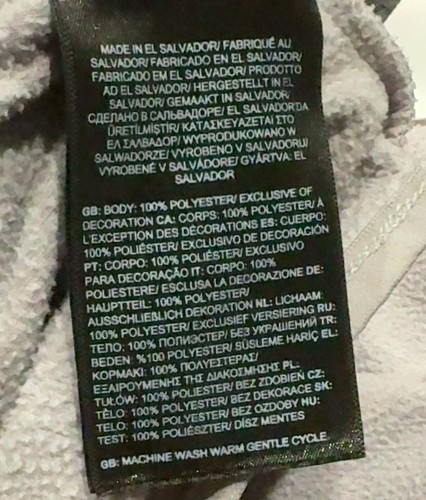 MADE IN EL SALVADOR/ FABRIQUÉ AU
SALVADOR/ FABRICADO EN EL SALVADOR/
FABRICADO EM EL SALVADOR/ PRODOTTO
AD EL SALVADOR/ HERGESTELLT IN EL
SALVADOR/ GEMAAKT IN SALVADOR/
СДЕЛАНО В САЛЬВАДОРЕ/ EL SALVADOR'DA
ÜRETİLMİŞTİR/ ΚΑΤΑΣΚΕΥΑΖΕΤΑΙ ΣΤΟ
ΕΛ ΣΑΛΒΑΔΟΡ/ WYPRODUKOWANO W
SALWADORZE/ VYROBENO V SALVADORU/
VYROBENÉ V SALVÁDORE/ GYÁRTVA: EL
SALVADOR
GB: BODY: 100% POLYESTER/ EXCLUSIVE OF
DECORATION CA: CORPS: 100% POLYESTER/ À
L'EXCEPTION DES DÉCORATIONS ES: CUERPO:
100% POLIÉSTER/ EXCLUSIVO DE DECORACIÓN
PT: CORPO: 100% POLIÉSTER/ EXCLUSIVO
PARA DECORAÇÃO IT: CORPO: 100%
POLIESTERE/ ESCLUSA LA DECORAZIONE DE:
HAUPTTEIL: 100% POLYESTER/
AUSSCHLIEßLICH DEKORATION NL: LICHAAM:
100% POLYESTER/ EXCLUSIEF VERSIERING RU:
ТЕЛО: 100% ПОЛИЭСТЕР/ БЕЗ УКРАШЕНИЙ TR:
BEDEN: %100 POLYESTER/ SÜSLEME HARİÇ EL:
ΚΟΡΜΑΚΙ: 100% ΠΟΛΥΕΣΤΕΡΑΣ/
ΕΞΑΙΡΟΥΜΕΝΗΣ ΤΗΣ ΔΙΑΚΟΣΜΗΣΗΣ PL:
TUŁÓW: 100% POLYESTER/ BEZ ZDOBIEŃ CZ:
TĚLO: 100% POLYESTER/ BEZ DEKORACE SK:
TELO: 100% POLYESTER/ BEZ OZDOBY HU:
TEST: 100% POLIÉSZTER/ DÍSZ MENTES
GB: MACHINE WASH WARM GENTLE CYCLE.